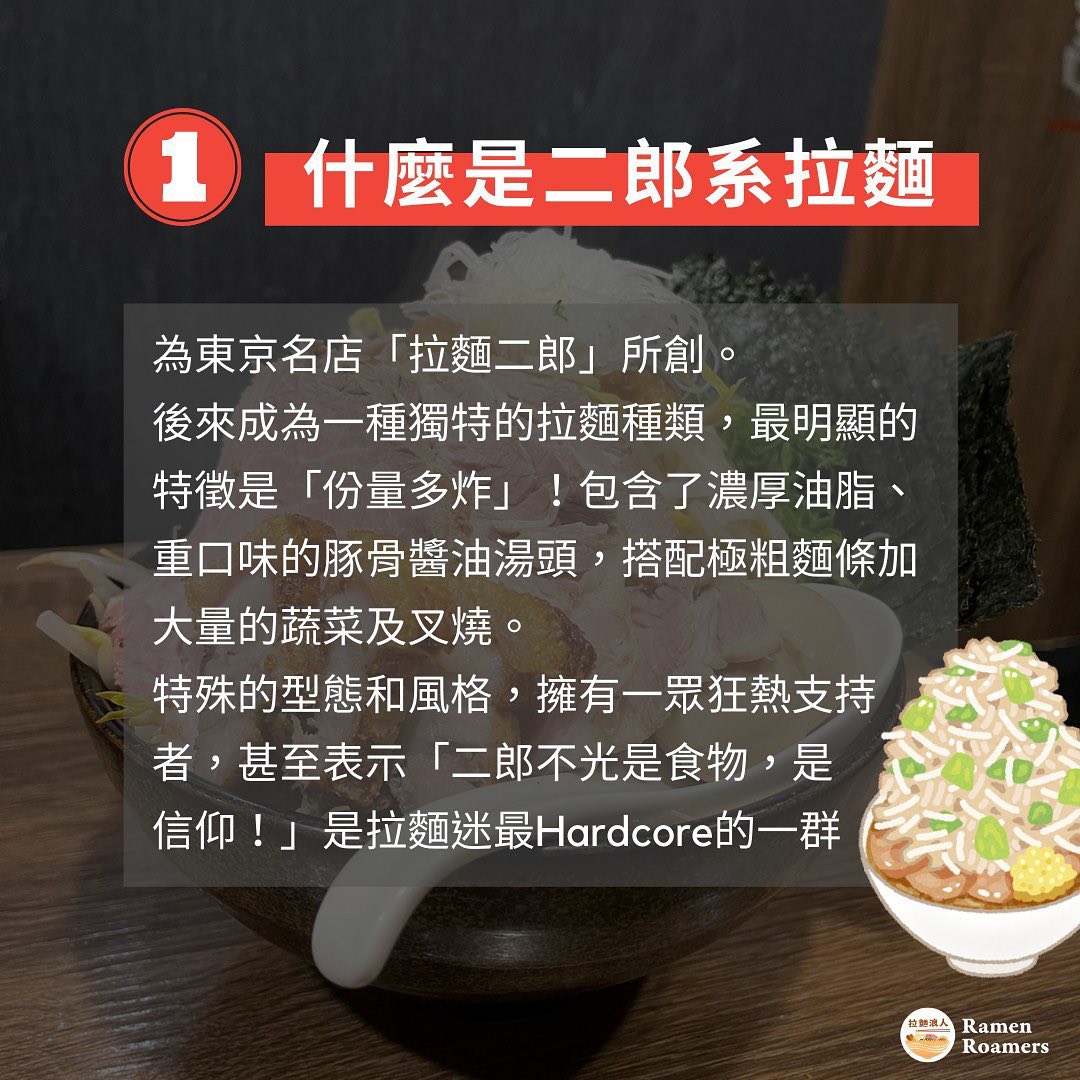 1
什麼是二郎系拉麵
為東京名店「拉麵二郎」所創。
後來成為一種獨特的拉麵種類，最明顯的
特徵是「份量多炸」！包含了濃厚油脂、
重口味的豚骨醬油湯頭，搭配極粗麵條加
大量的蔬菜及叉燒。
特殊的型態和風格，擁有一眾狂熱支持
者，甚至表示「二郎不光是食物，是
信仰！」是拉麵迷最Hardcore的一群
拉麵浪人
Ramen
Roamers